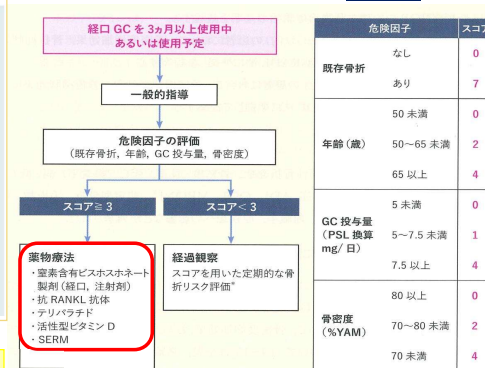 経口 GC を 3ヵ月以上使用中
あるいは使用予定
一般的指導
危険因子の評価
(既存骨折, 年齢, GC 投与量, 骨密度)
スコア≧3
スコア<3
薬物療法
・窒素含有ビスホスホネート
製剤(経口, 注射剤)
・抗 RANKL 抗体
・テリパラチド
・活性型ビタミン D
・SERM
経過観察
スコアを用いた定期的な骨
折リスク評価*
危険因子 スコア
既存骨折
なし 0
あり 7
年齢(歳)
50 未満 0
50〜65 未満 2
65 以上 4
GC 投与量
(PSL 換算
mg/日)
5 未満 0
5〜7.5 未満 1
7.5 以上 4
骨密度
(%YAM)
80 以上 0
70〜80 未満 2
70 未満 4